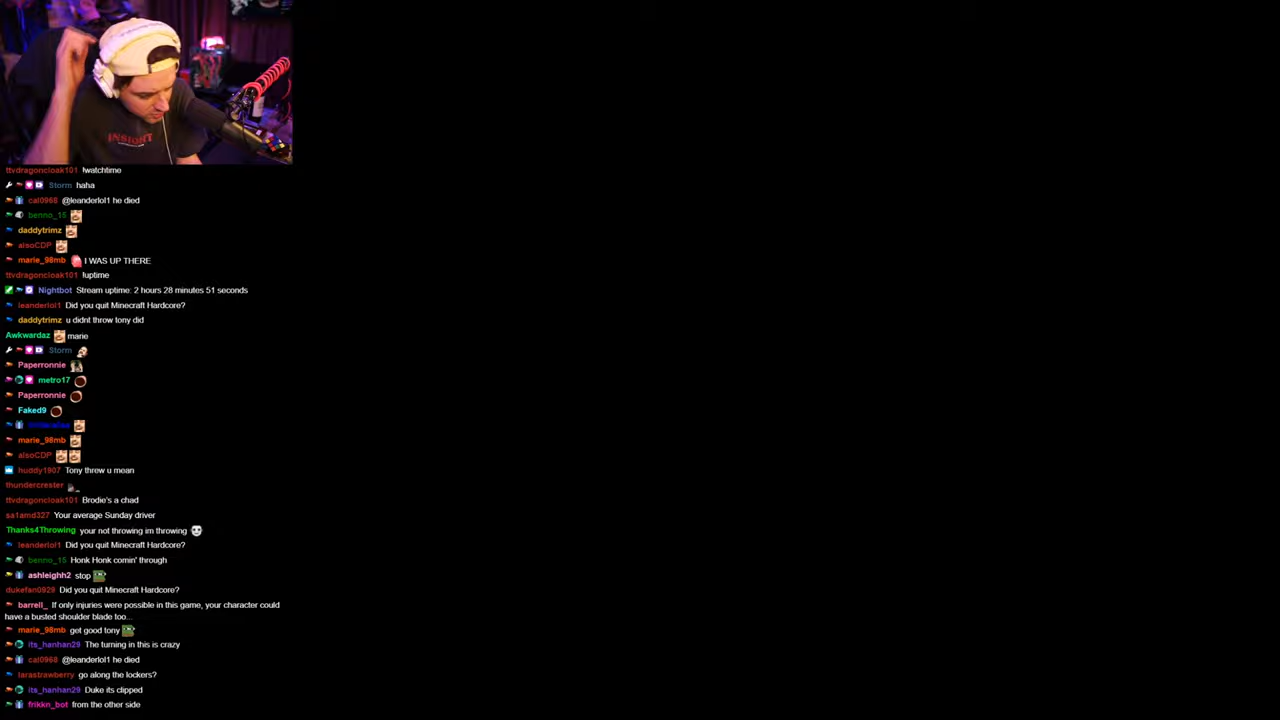 INSIGHT
ttvdragoncloak101 !watchtime
Storm haha
cal0968 @leanderlol1 he died
benno_15
daddytrimz
alsoCDP
marie_98mb I WAS UP THERE
ttvdragoncloak101 !uptime
Nightbot Stream uptime: 2 hours 28 minutes 51 seconds
leanderlol1 Did you quit Minecraft Hardcore?
daddytrimz u didnt throw tony did
Awkwardaz marie
Storm
Paperronnie
metro17
Paperronnie
Faked9
marie_98mb
alsoCDP
huddy1907 Tony threw u mean
thundercrester
ttvdragoncloak101 Brodie's a chad
sa1amd327 Your average Sunday driver
Thanks4Throwing your not throwing im throwing
leanderlol1 Did you quit Minecraft Hardcore?
benno_15 Honk Honk comin' through
ashleighh2 stop
dukefan0929 Did you quit Minecraft Hardcore?
barrell_ If only injuries were possible in this game, your character could
have a busted shoulder blade too...
marie_98mb get good tony
its_hanhan29 The turning in this is crazy
cal0968 @leanderlol1 he died
larastrawberry go along the lockers?
its_hanhan29 Duke its clipped
frikkn_bot from the other side